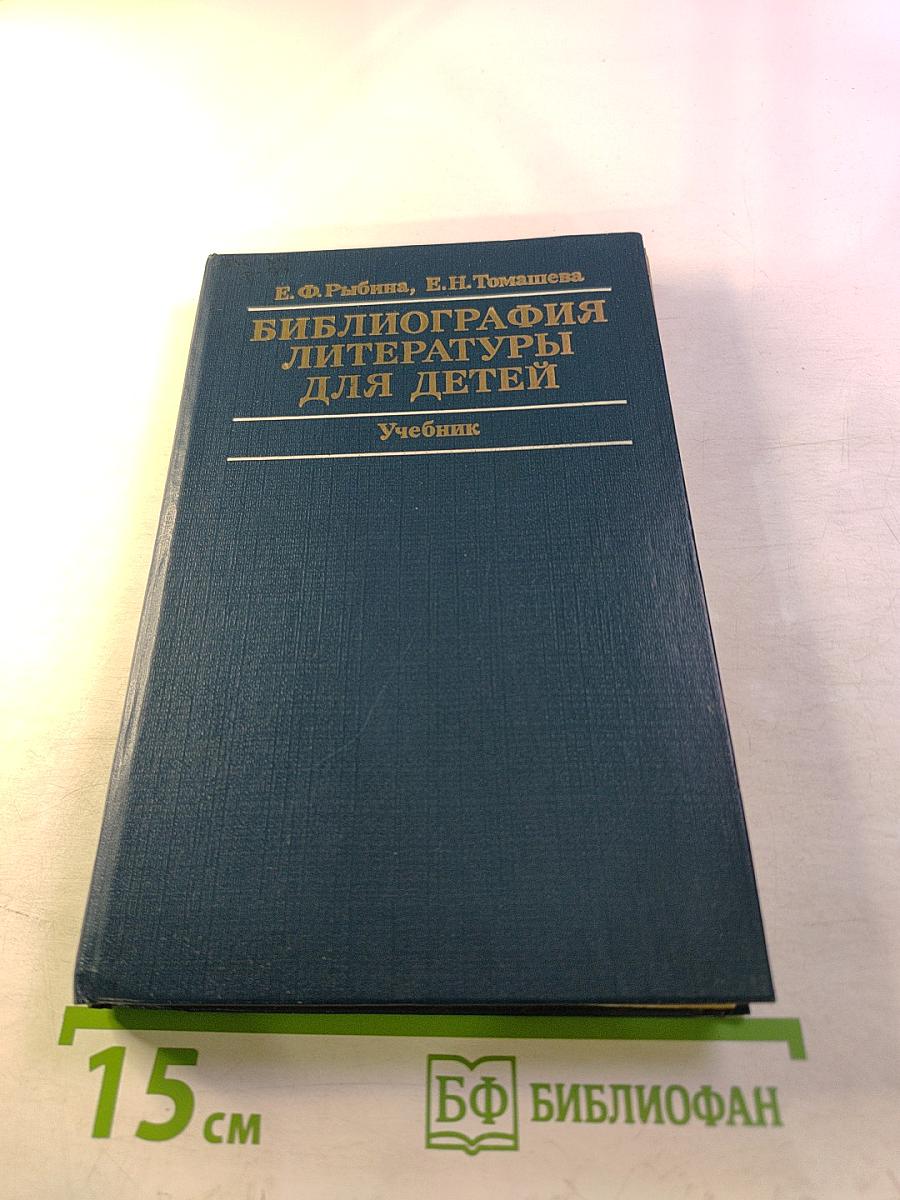 Е. Ф. Рыбина, Е. Н. Томашева
БИБЛИОГРАФИЯ
ЛИТЕРАТУРЫ
ДЛЯ ДЕТЕЙ
Учебник
15 см
БФ БИБЛИОФАН